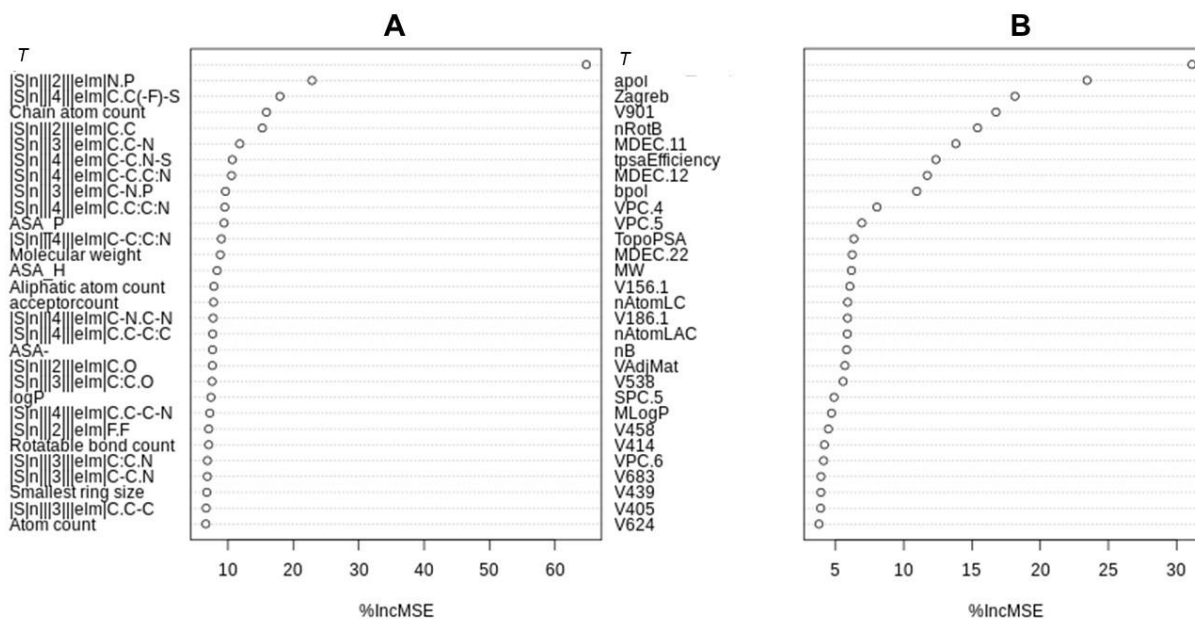 A
T
|S|n|||2|||elm|N.P
|S|n|||4|||elm|C.C(-F)-S
Chain atom count
|S|n|||2|||elm|C.C
|S|n|||3|||elm|C.C-N
|S|n|||4|||elm|C-C.N-S
|S|n|||4|||elm|C-C.C:N
|S|n|||3|||elm|C-N.P
|S|n|||4|||elm|C.C:C:N
ASA_P
|S|n|||4|||elm|C-C:C:N
Molecular weight
ASA_H
Aliphatic atom count
acceptorcount
|S|n|||4|||elm|C-N.C-N
|S|n|||4|||elm|C.C-C:C
ASA-
|S|n|||2|||elm|C.O
|S|n|||3|||elm|C:C.O
logP
|S|n|||4|||elm|C.C-C-N
|S|n|||2|||elm|F.F
Rotatable bond count
|S|n|||3|||elm|C:C.N
|S|n|||3|||elm|C-C.N
Smallest ring size
|S|n|||3|||elm|C.C-C
Atom count
10 20 30 40 50 60
%IncMSE
B
T
apol
Zagreb
V901
nRotB
MDEC.11
tpsaEfficiency
MDEC.12
bpol
VPC.4
VPC.5
TopoPSA
MDEC.22
MW
V156.1
nAtomLC
V186.1
nAtomLAC
nB
VAdjMat
V538
SPC.5
MLogP
V458
V414
VPC.6
V683
V439
V405
V624
5 10 15 20 25 30
%IncMSE